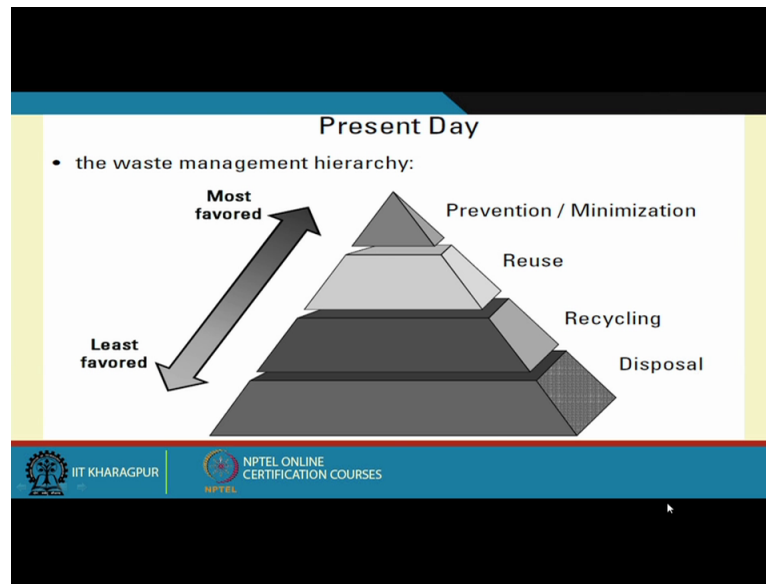 Present Day
• the waste management hierarchy:
Most
favored
Prevention / Minimization
Reuse
Recycling
Least
favored
Disposal
IIT KHARAGPUR
NPTEL
NPTEL ONLINE
CERTIFICATION COURSES